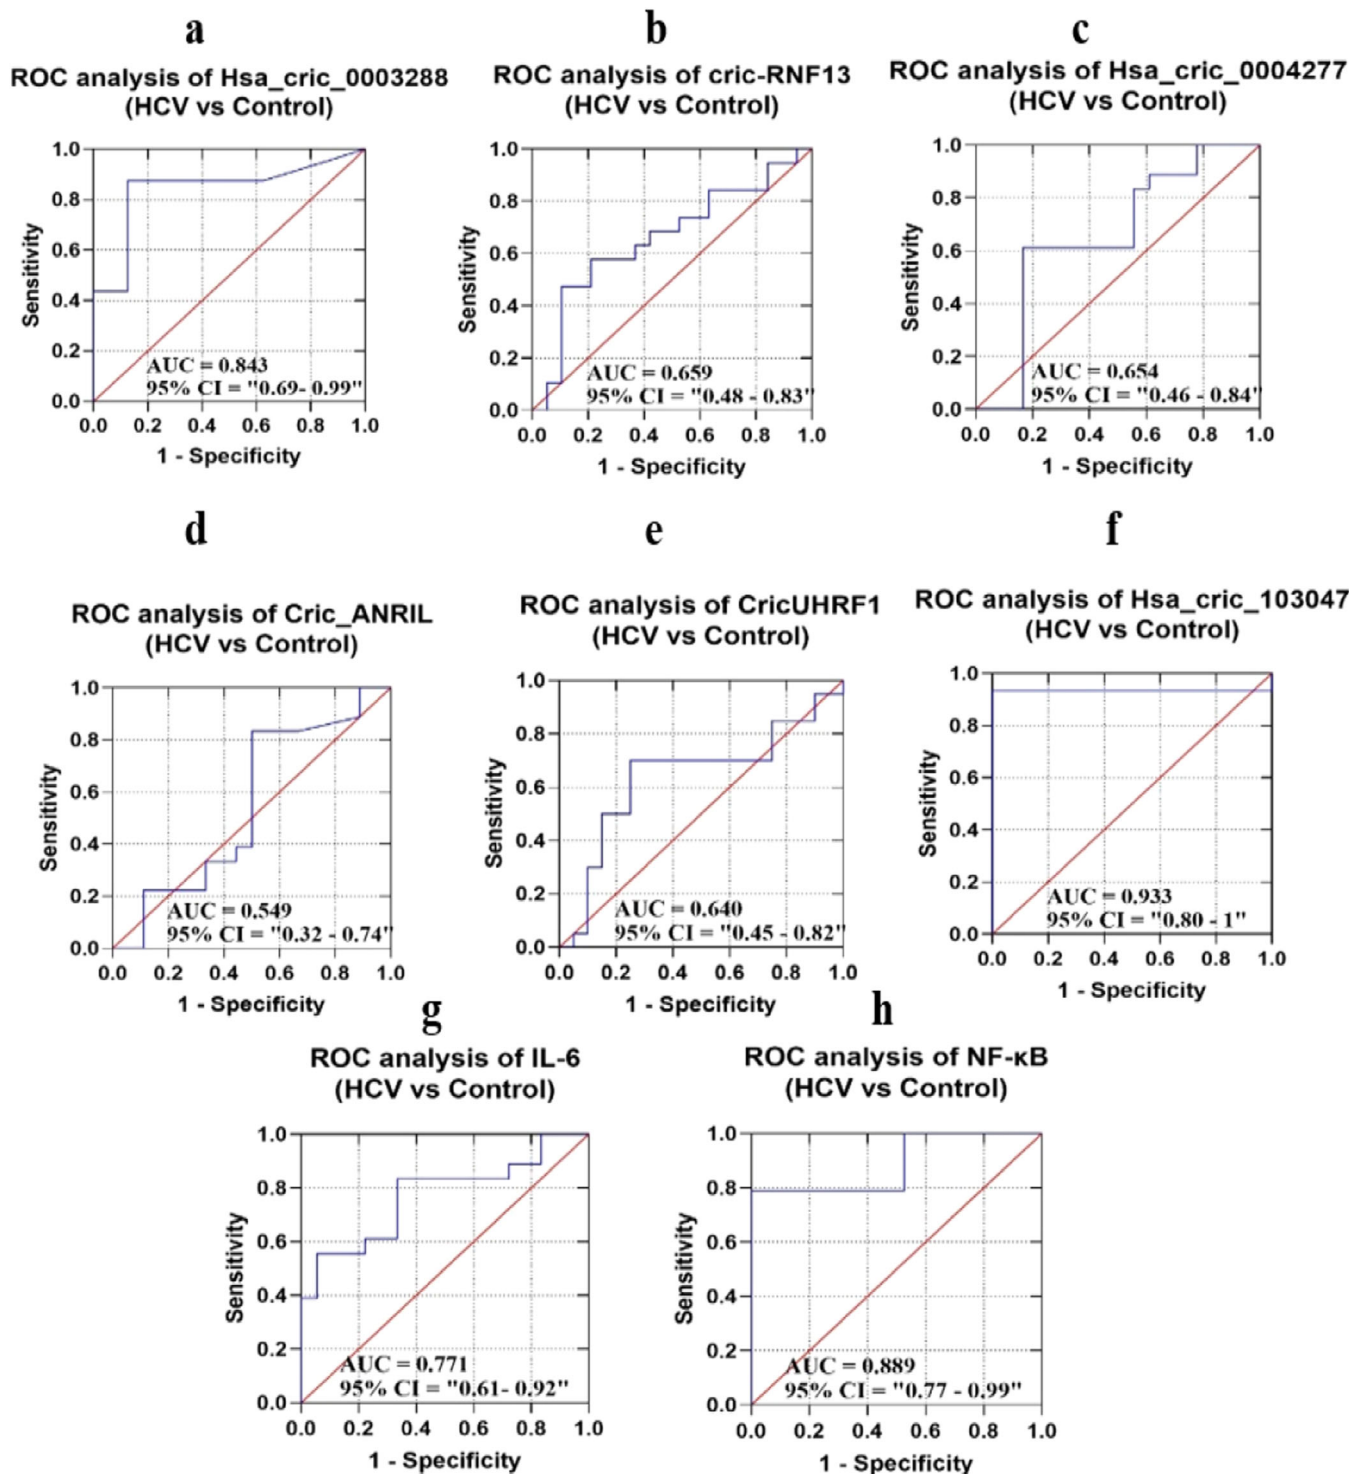 a
ROC analysis of Hsa_cric_0003288
(HCV vs Control)
1.0
0.8
0.6
0.4
0.2
0.0
Sensitivity
AUC = 0.843
95% CI = "0.69- 0.99"
0.0 0.2 0.4 0.6 0.8 1.0
1 - Specificity
b
ROC analysis of cric-RNF13
(HCV vs Control)
1.0
0.8
0.6
0.4
0.2
0.0
Sensitivity
AUC = 0.659
95% CI = "0.48 - 0.83"
0.0 0.2 0.4 0.6 0.8 1.0
1 - Specificity
c
ROC analysis of Hsa_cric_0004277
(HCV vs Control)
1.0
0.8
0.6
0.4
0.2
0.0
Sensitivity
AUC = 0.654
95% CI = "0.46 - 0.84"
0.0 0.2 0.4 0.6 0.8 1.0
1 - Specificity
d
ROC analysis of Cric_ANRIL
(HCV vs Control)
1.0
0.8
0.6
0.4
0.2
0.0
Sensitivity
AUC = 0.549
95% CI = "0.32 - 0.74"
0.0 0.2 0.4 0.6 0.8 1.0
1 - Specificity
e
ROC analysis of CricUHRF1
(HCV vs Control)
1.0
0.8
0.6
0.4
0.2
0.0
Sensitivity
AUC = 0.640
95% CI = "0.45 - 0.82"
0.0 0.2 0.4 0.6 0.8 1.0
1 - Specificity
f
ROC analysis of Hsa_cric_103047
(HCV vs Control)
1.0
0.8
0.6
0.4
0.2
0.0
Sensitivity
AUC = 0.933
95% CI = "0.80 - 1"
0.0 0.2 0.4 0.6 0.8 1.0
1 - Specificity
g
ROC analysis of IL-6
(HCV vs Control)
1.0
0.8
0.6
0.4
0.2
0.0
Sensitivity
AUC = 0.771
95% CI = "0.61- 0.92"
0.0 0.2 0.4 0.6 0.8 1.0
1 - Specificity
h
ROC analysis of NF-κB
(HCV vs Control)
1.0
0.8
0.6
0.4
0.2
0.0
Sensitivity
AUC = 0.889
95% CI = "0.77 - 0.99"
0.0 0.2 0.4 0.6 0.8 1.0
1 - Specificity